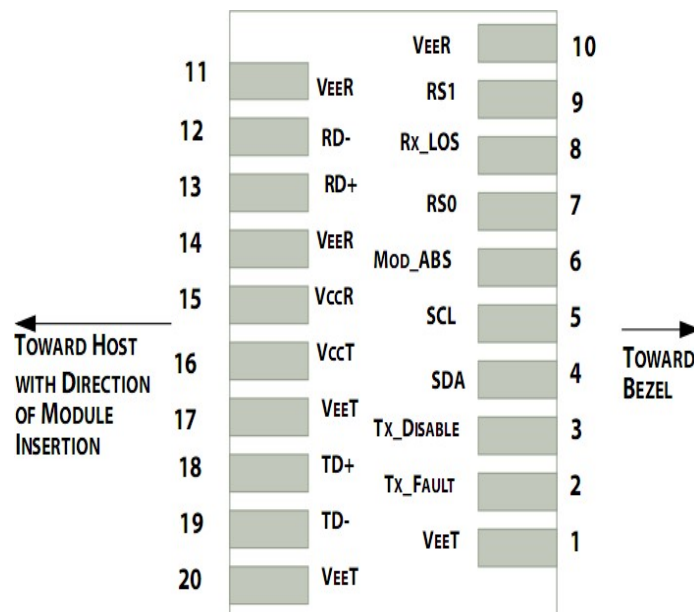 VEER 10
11 VEER
RS1 9
12 RD-
RX_LOS 8
13 RD+
RS0 7
14 VEER
MOD_ABS 6
15 VCCR
SCL 5
16 VCCT
SDA 4
17 VEET
TX_DISABLE 3
18 TD+
TX_FAULT 2
19 TD-
VEET 1
20 VEET
TOWARD HOST
WITH DIRECTION
OF MODULE
INSERTION
TOWARD
BEZEL